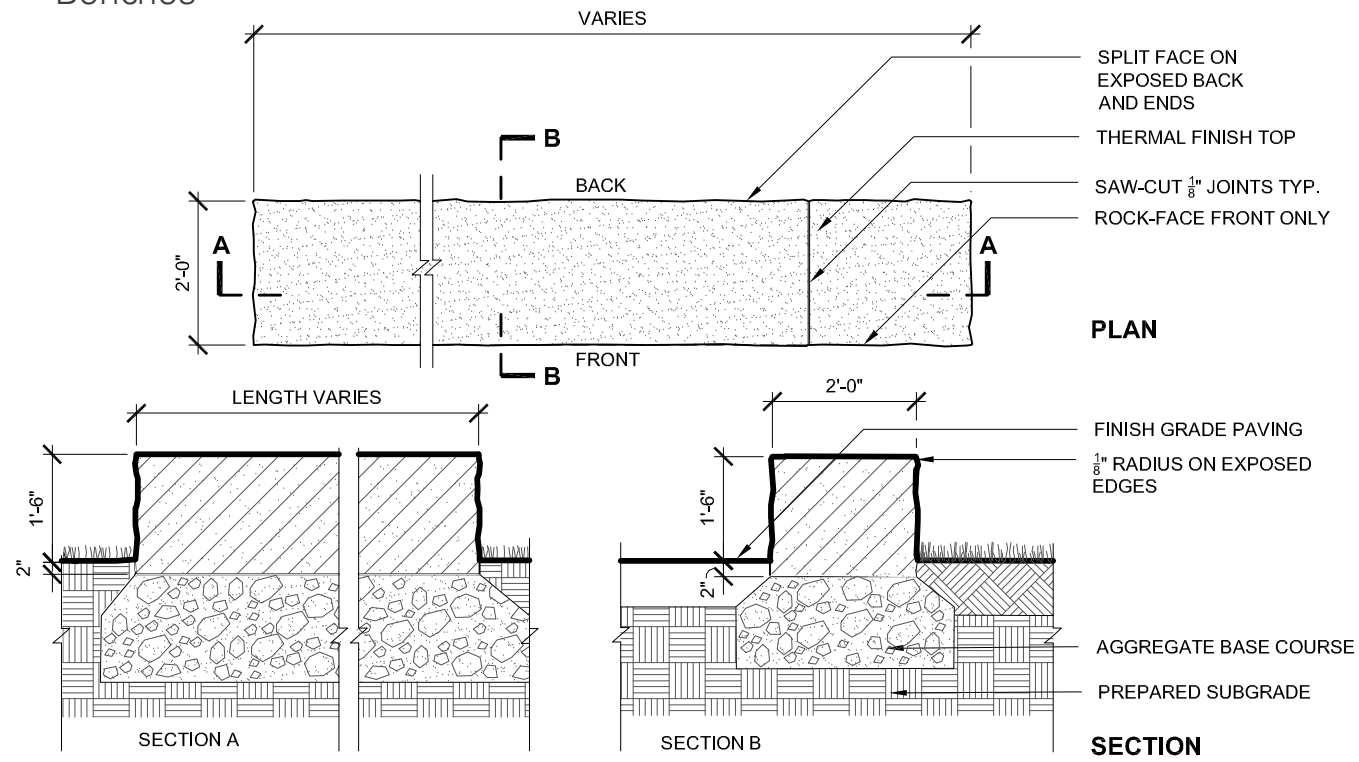 Benches
VARIES
SPLIT FACE ON
EXPOSED BACK
AND ENDS
THERMAL FINISH TOP
SAW-CUT 1/8" JOINTS TYP.
ROCK-FACE FRONT ONLY
B
BACK
A
A
2'-0"
FRONT
B
PLAN
LENGTH VARIES
2'-0"
FINISH GRADE PAVING
1/8" RADIUS ON EXPOSED
EDGES
1'-6"
2"
1'-6"
2"
AGGREGATE BASE COURSE
PREPARED SUBGRADE
SECTION A
SECTION B
SECTION